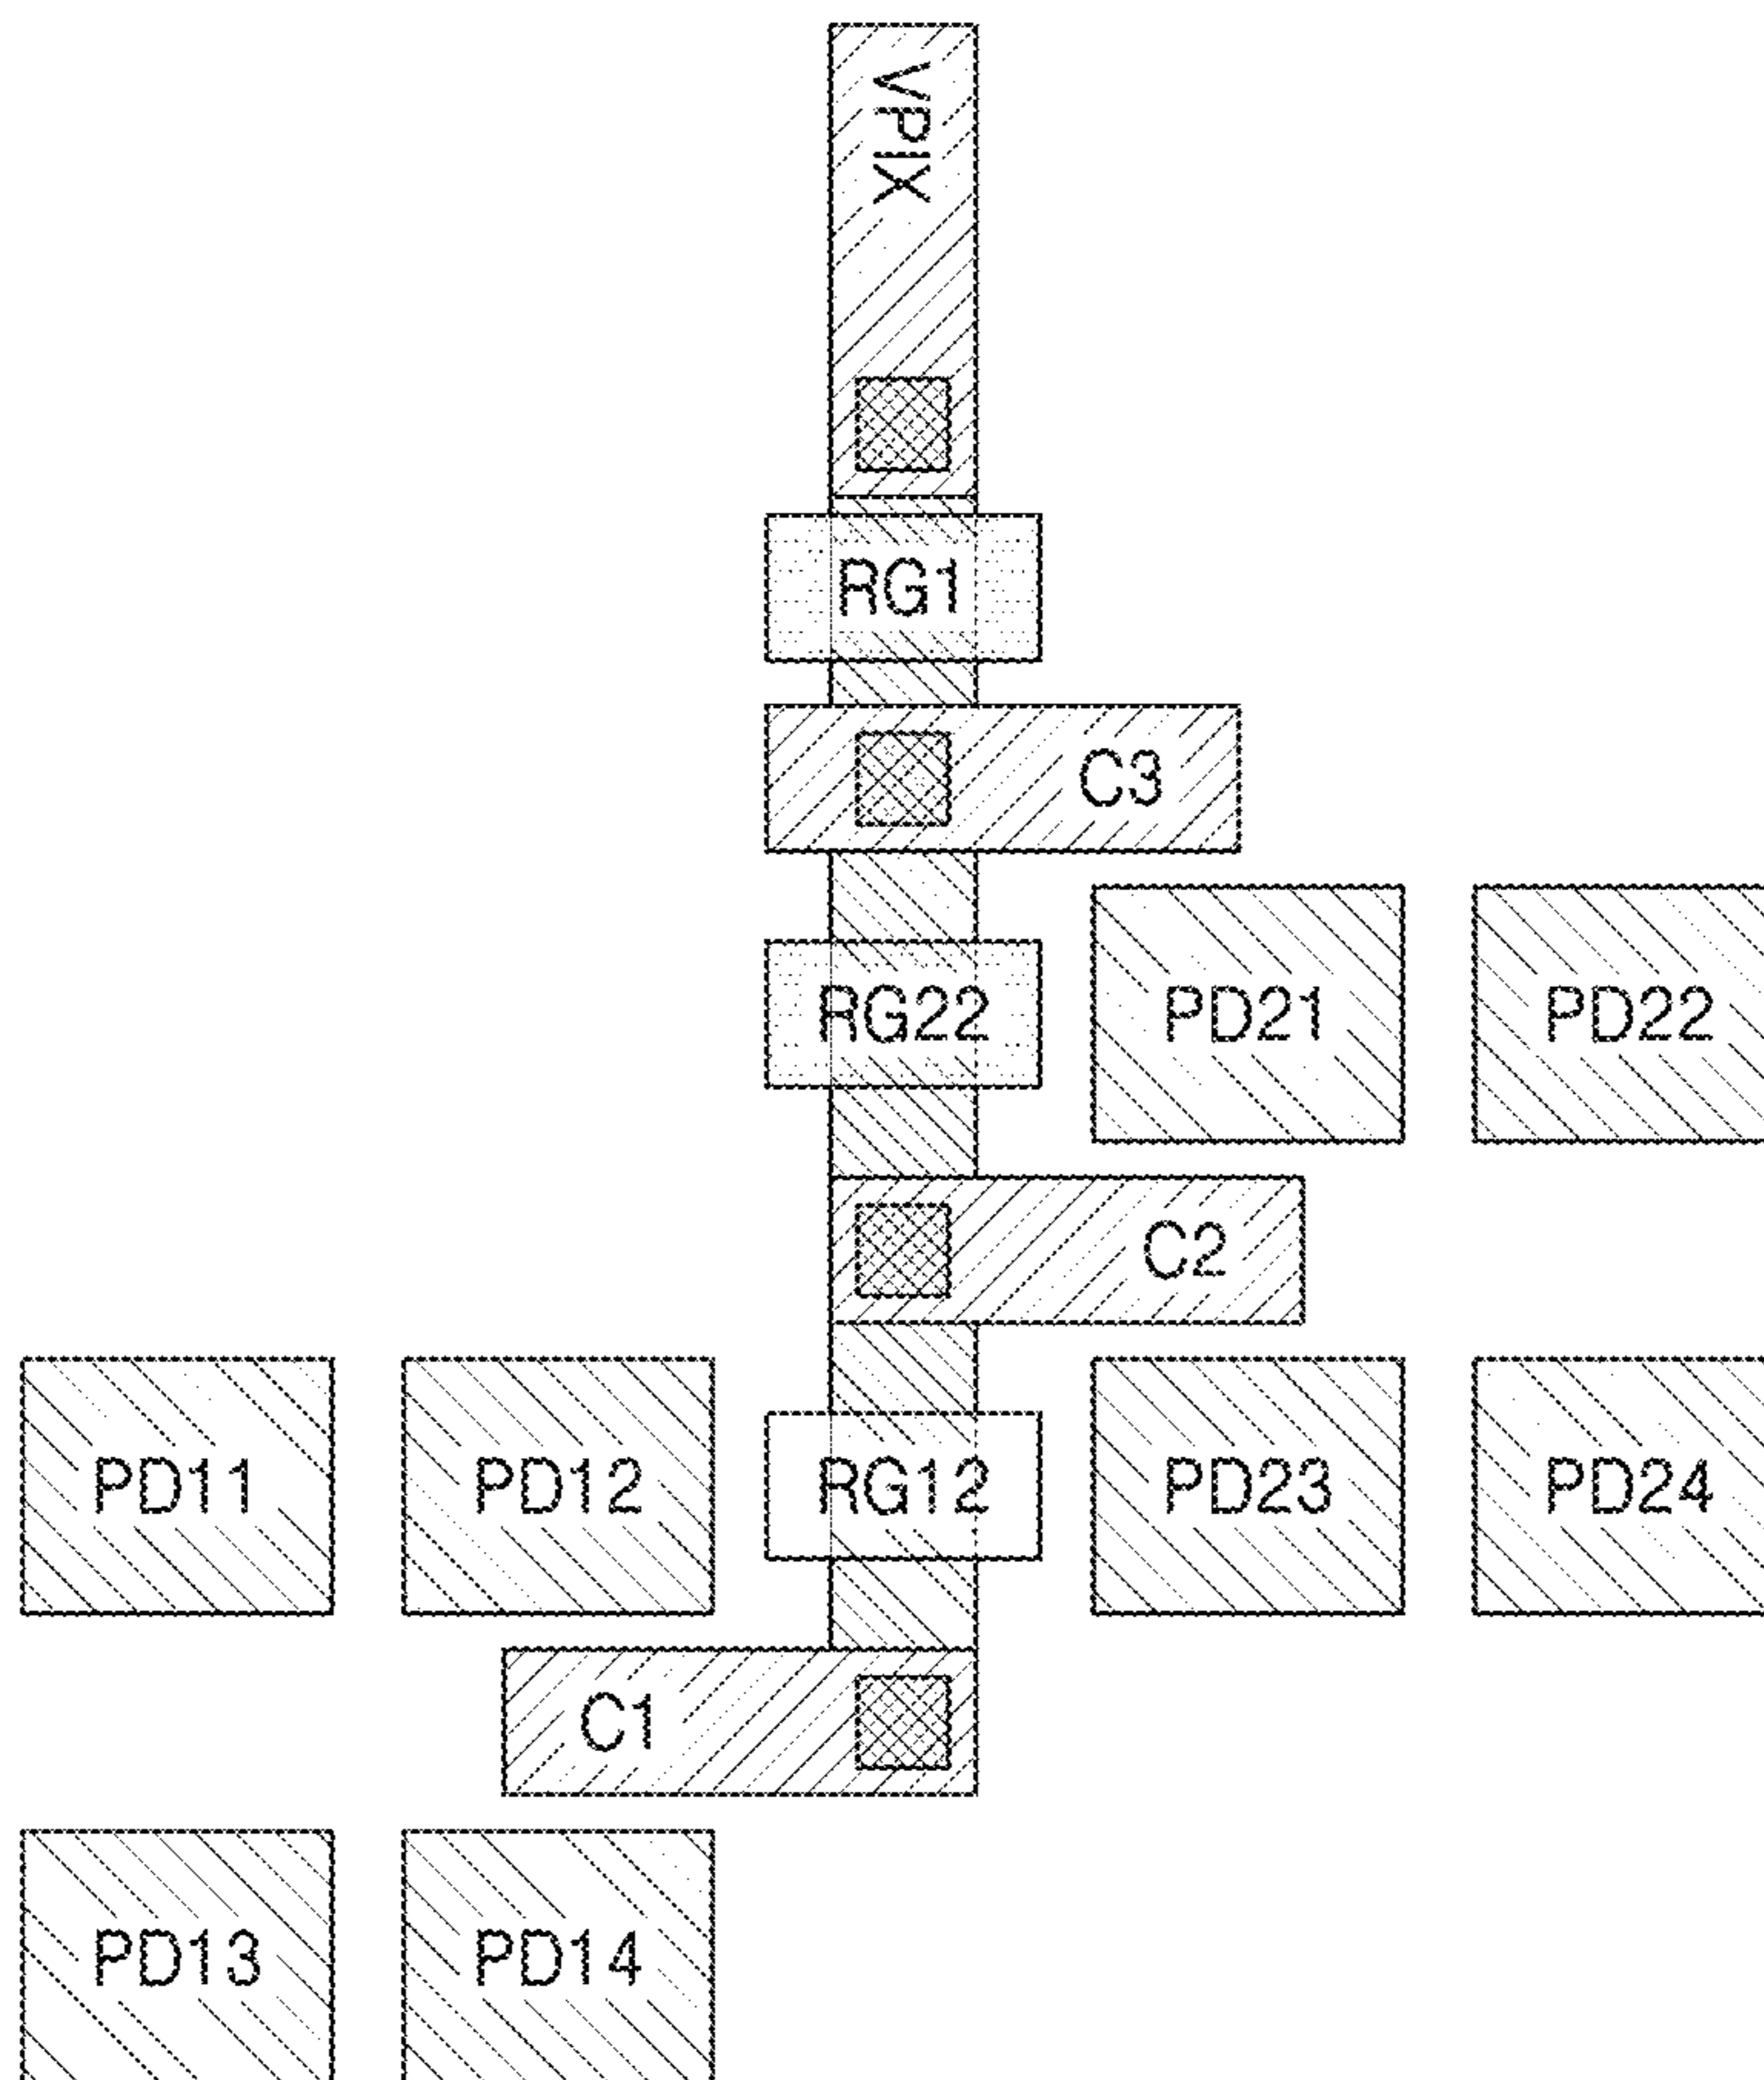 VPIX
RG1
C3
RG22 PD21 PD22
C2
PD11 PD12 RG12 PD23 PD24
C1
PD13 PD14